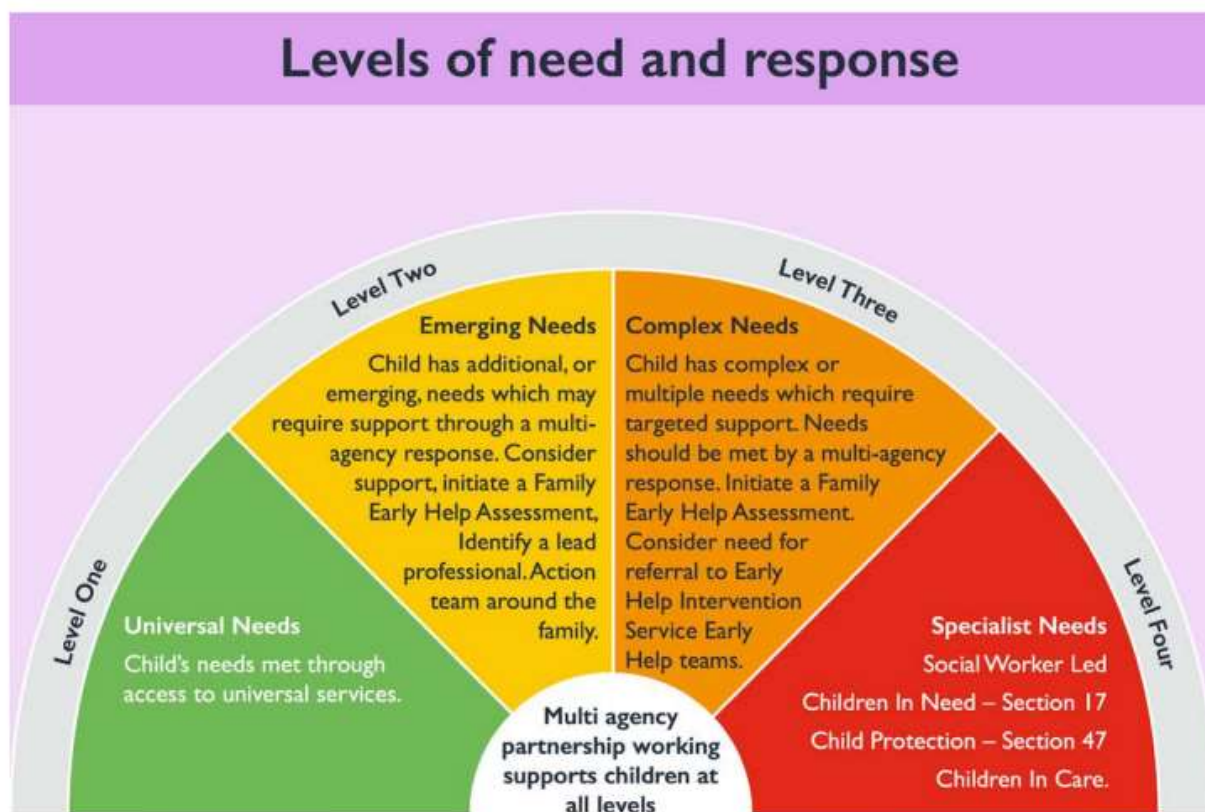 Levels of need and response
Level One
Universal Needs
Child's needs met through
access to universal services.
Level Two
Emerging Needs
Child has additional, or
emerging, needs which may
require support through a multi-
agency response. Consider
support, initiate a Family
Early Help Assessment,
Identify a lead
professional. Action
team around the
family.
Level Three
Complex Needs
Child has complex or
multiple needs which require
targeted support. Needs
should be met by a multi-agency
response. Initiate a Family
Early Help Assessment.
Consider need for
referral to Early
Help Intervention
Service Early
Help teams.
Level Four
Specialist Needs
Social Worker Led
Children In Need – Section 17
Child Protection – Section 47
Children In Care.
Multi agency
partnership working
supports children at
all levels